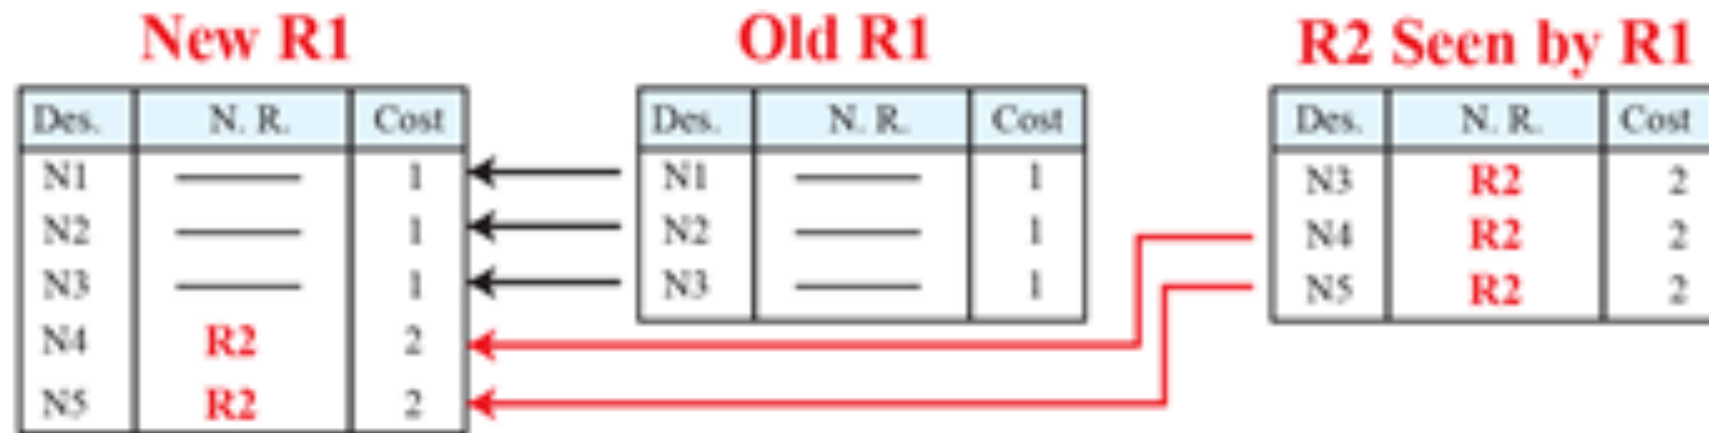 New R1 Old R1 R2 Seen by R1
Des. N. R. Cost Des. N. R. Cost Des. N. R. Cost
N1 1 N1 1 N3 R2 2
N2 1 N2 1 N4 R2 2
N3 1 N3 1 N5 R2 2
N4 R2 2
N5 R2 2